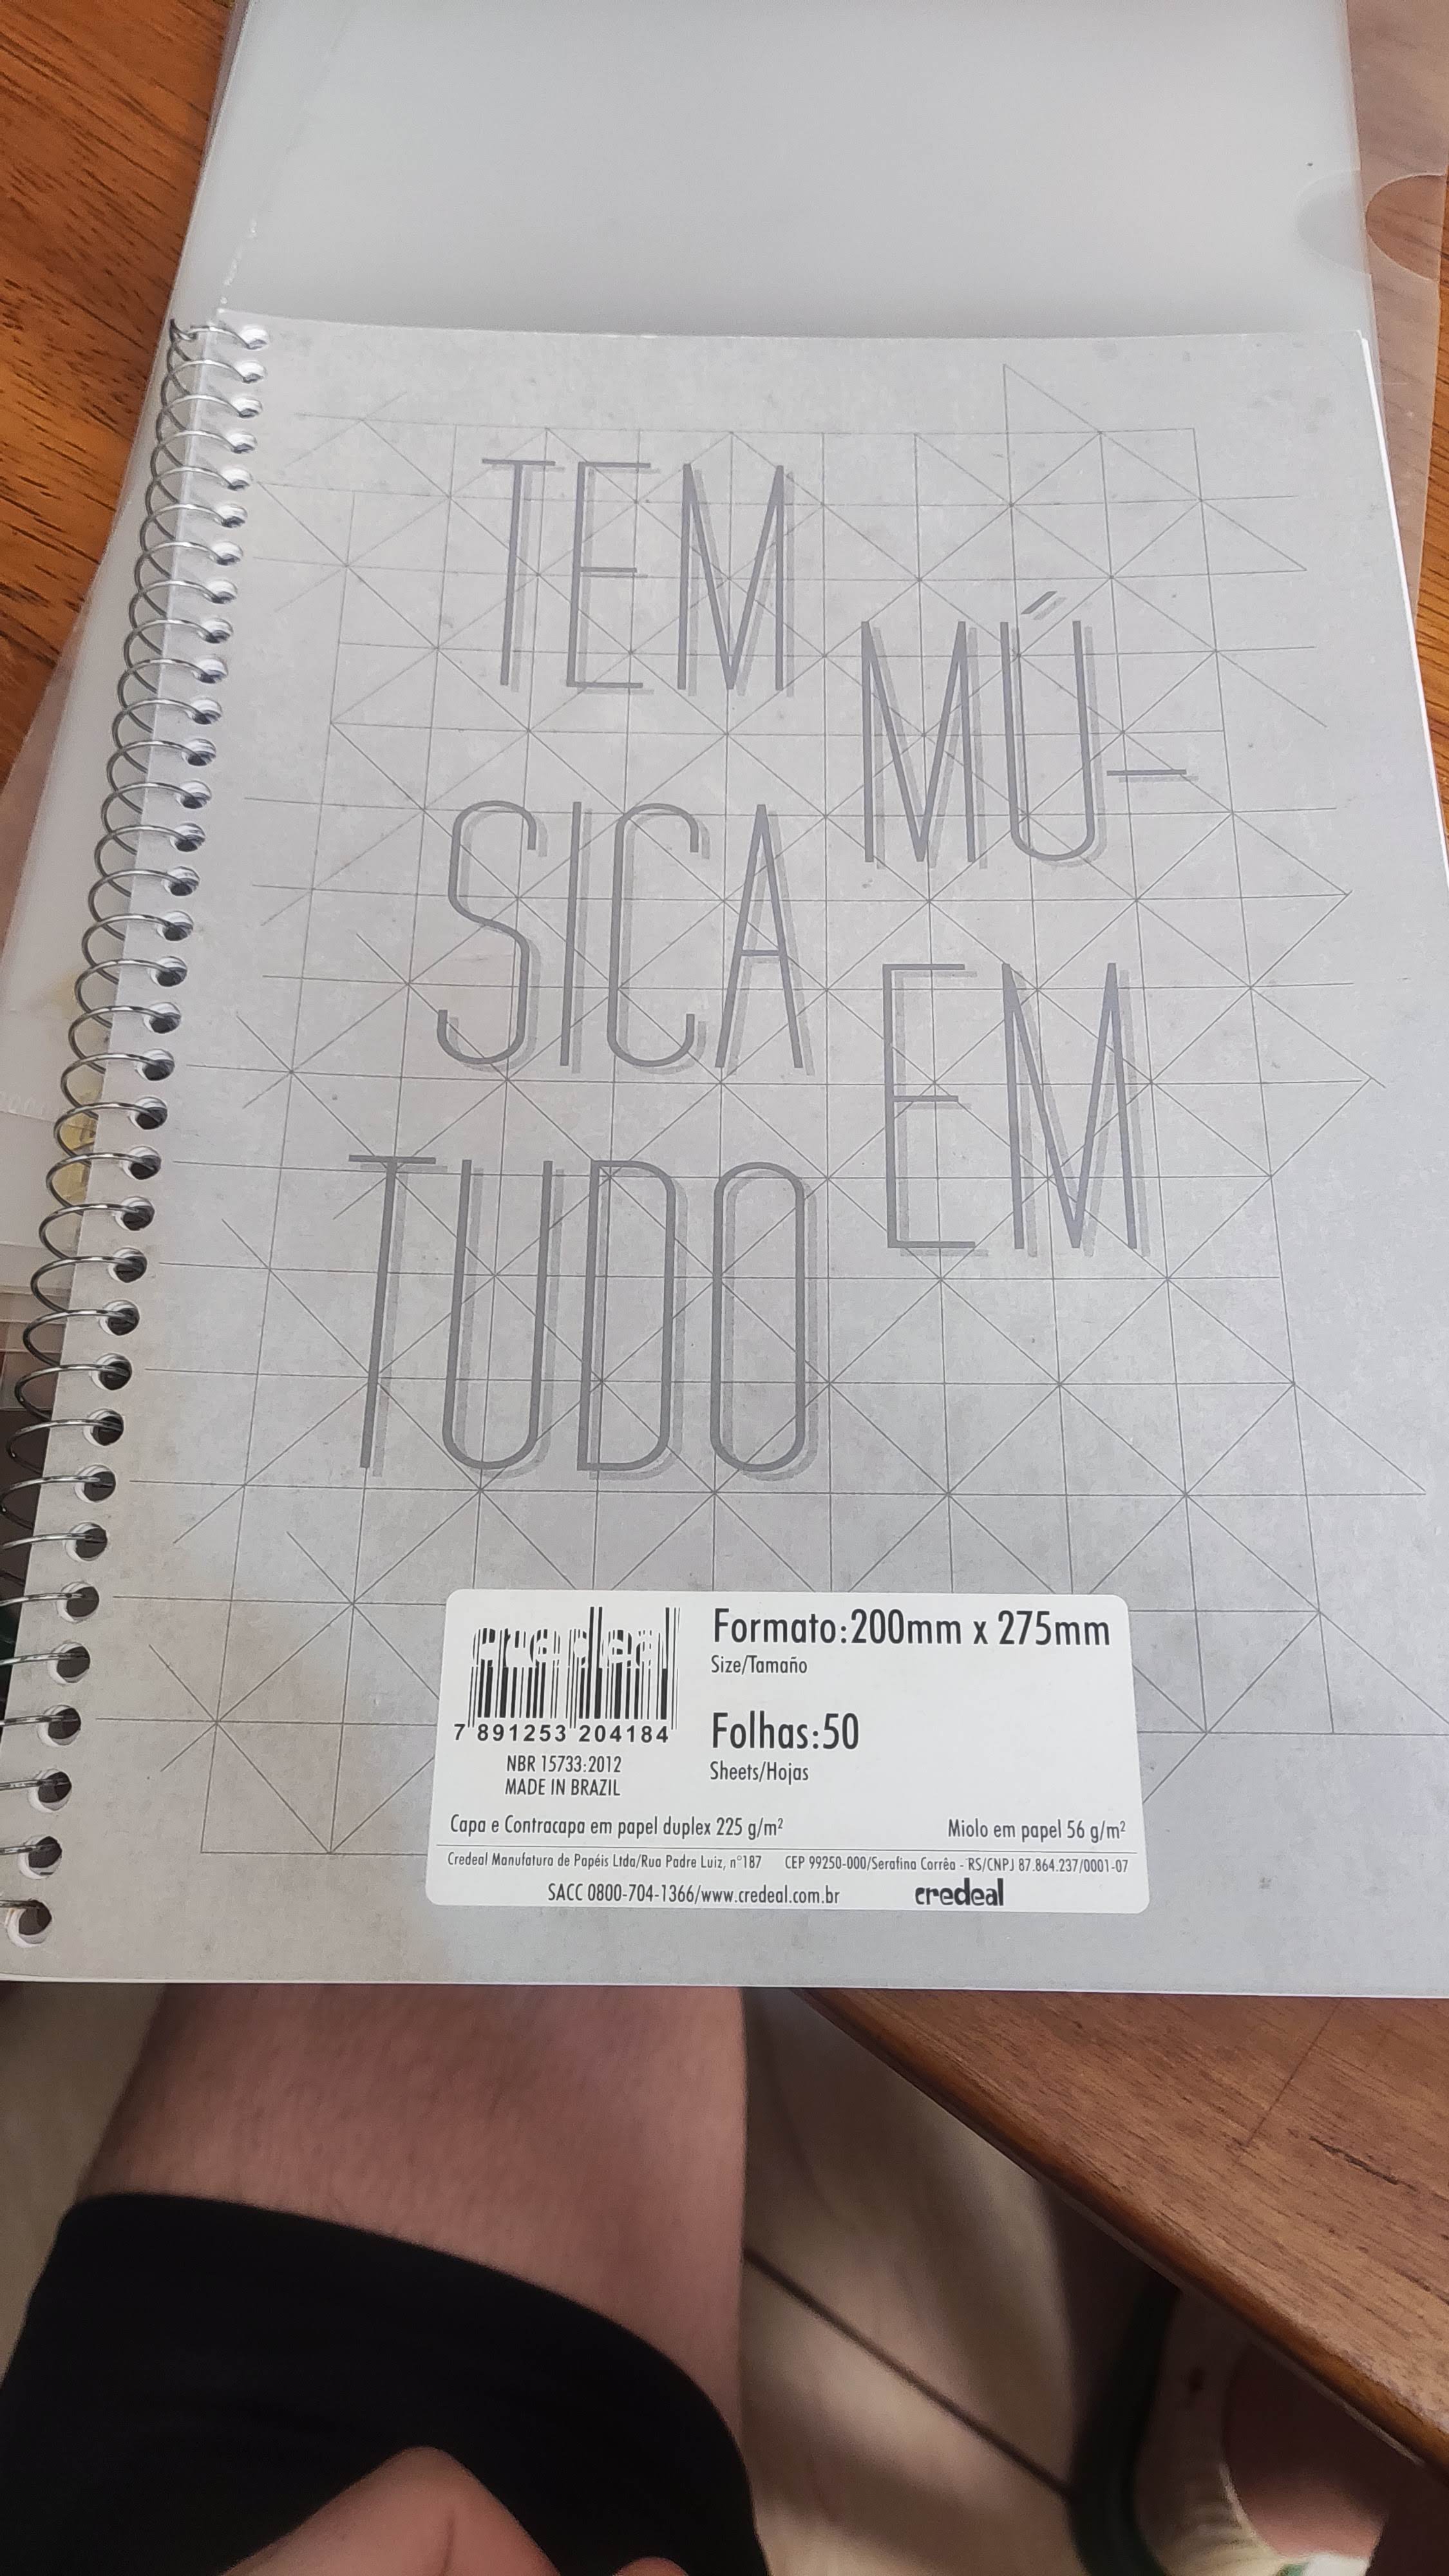 TEM
MÚ-
SICA
EM
TUDO
credeal
7 891253 204184
NBR 15733:2012
MADE IN BRAZIL
Formato:200mm x 275mm
Size/Tamaño
Folhas:50
Sheets/Hojas
Capa e Contracapa em papel duplex 225 g/m² Miolo em papel 56 g/m²
Credeal Manufatura de Papéis Ltda/Rua Padre Luiz, n°187 CEP 99250-000/Serafina Corrêa - RS/CNPJ 87.864.237/0001-07
SACC 0800-704-1366/www.credeal.com.br credeal